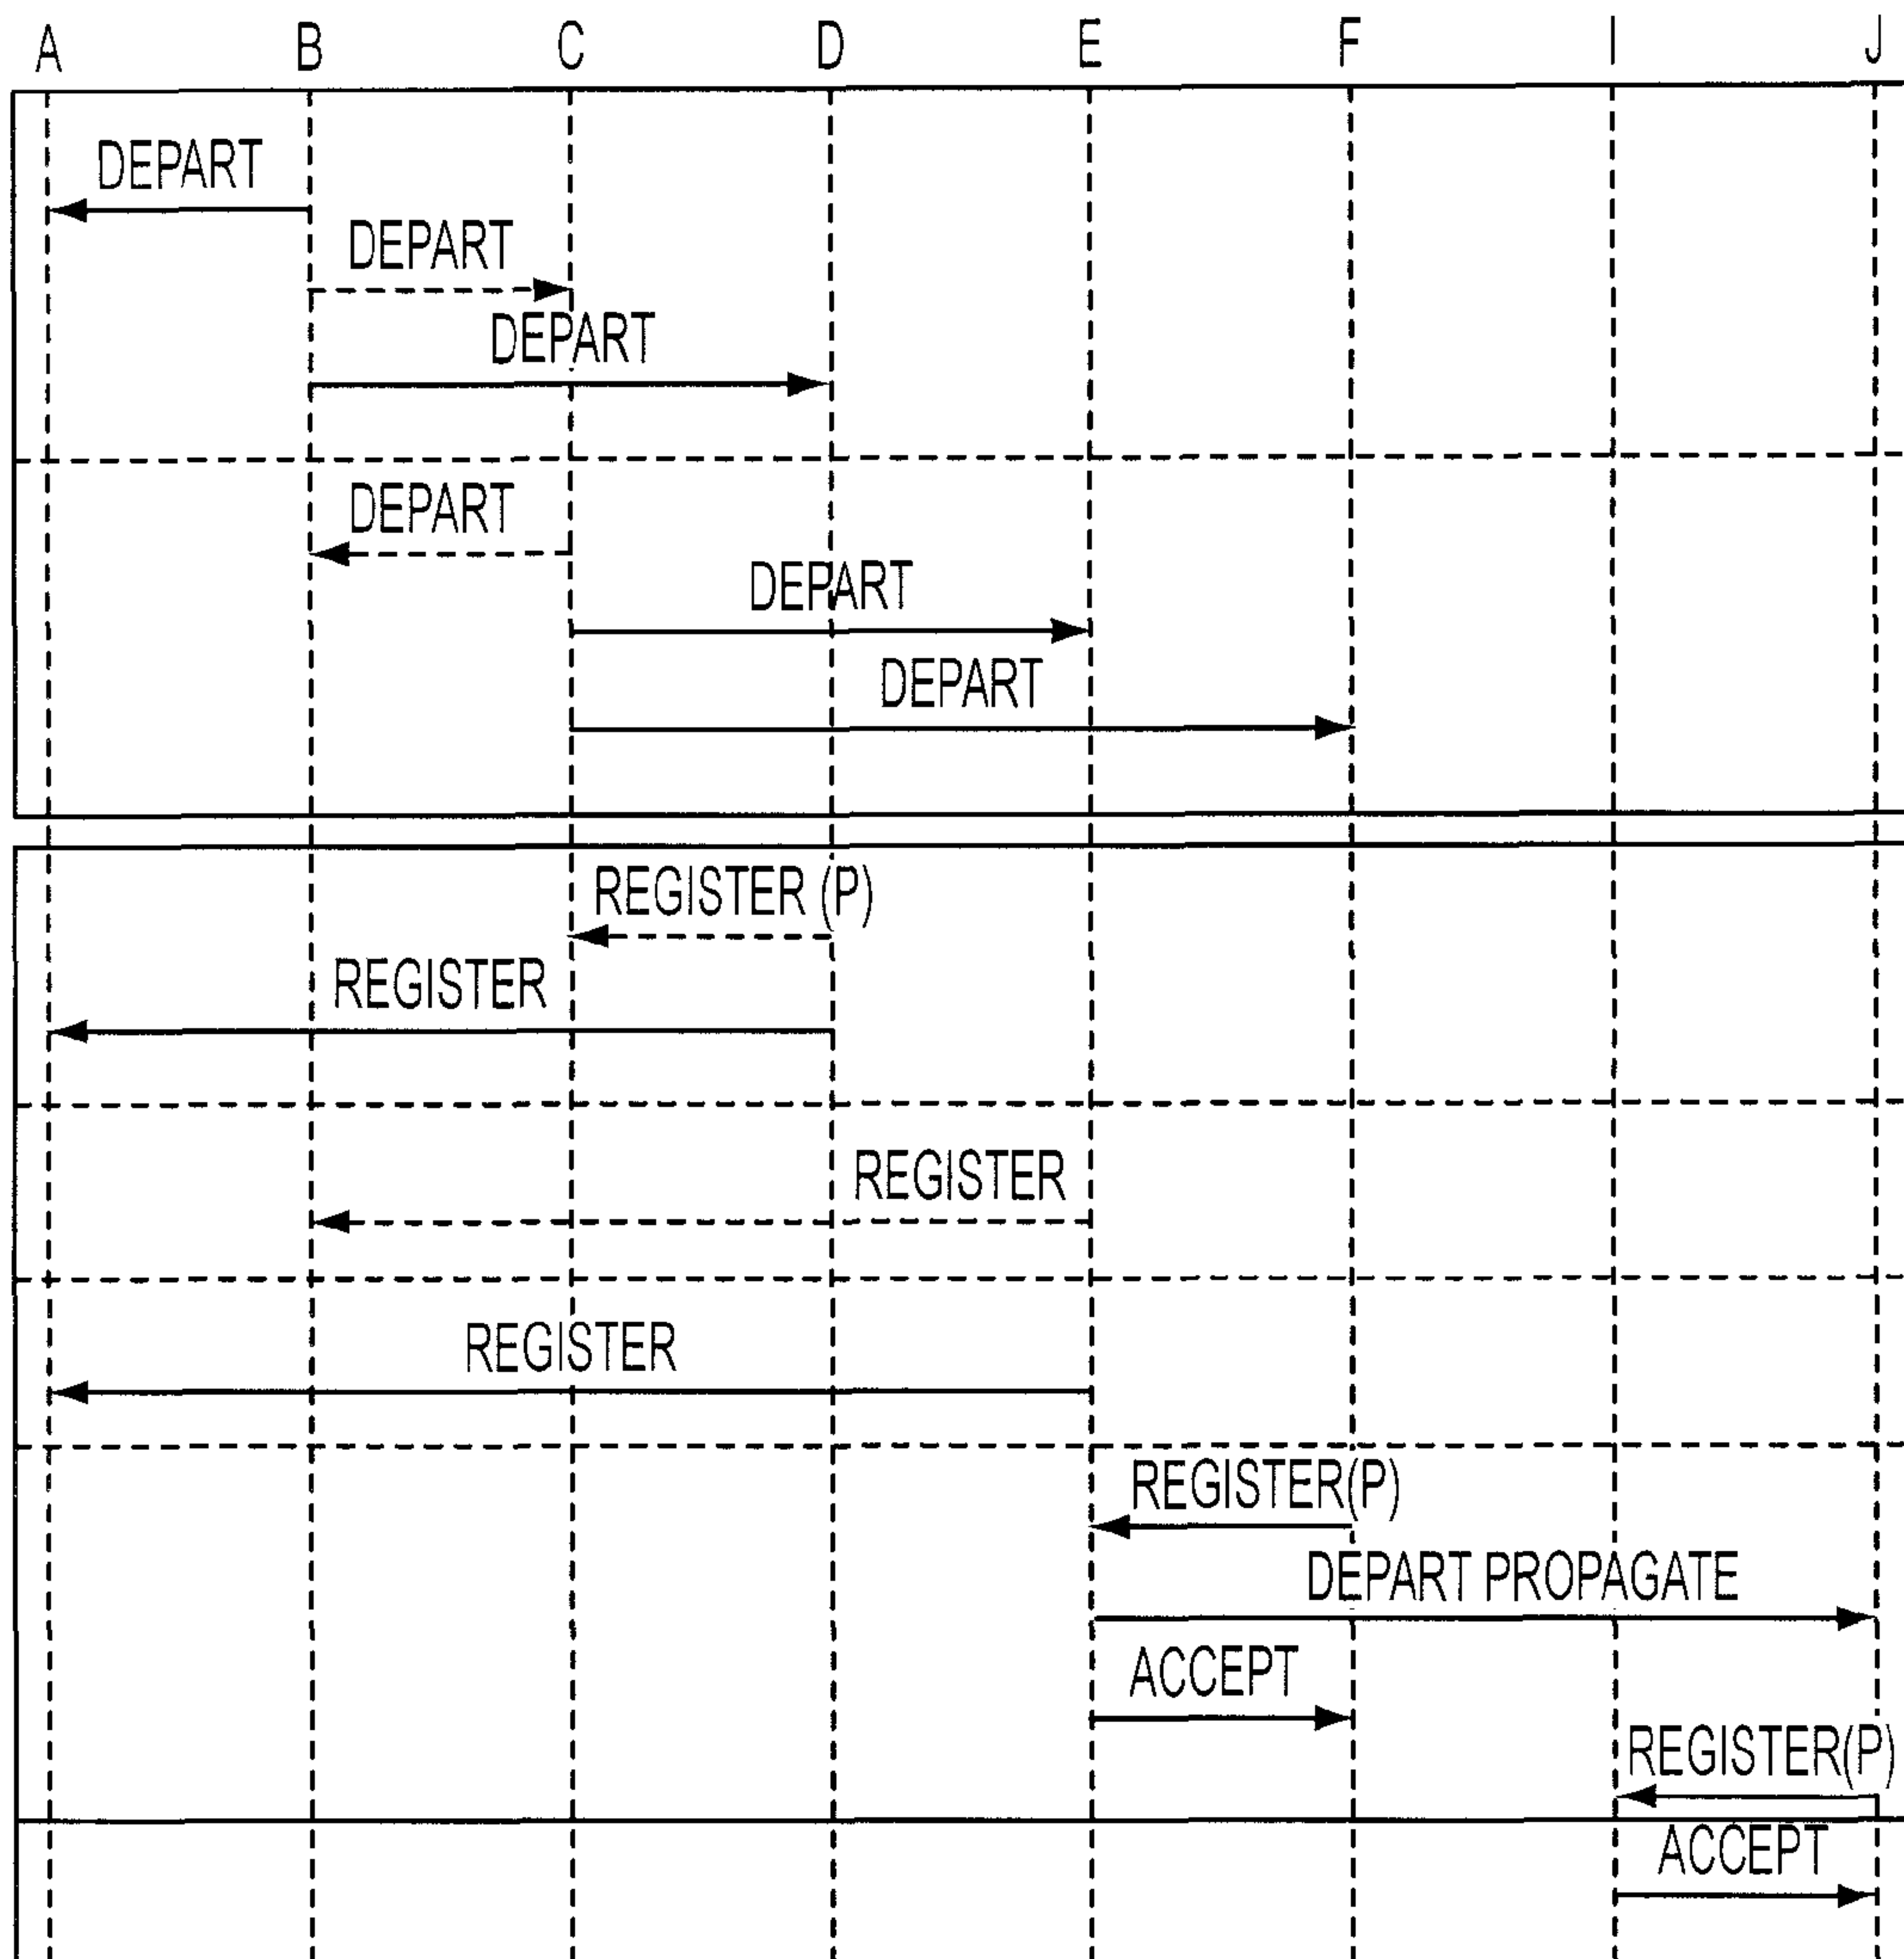 A B C D E F I J
DEPART
DEPART
DEPART
DEPART
DEPART
DEPART
REGISTER (P)
REGISTER
REGISTER
REGISTER
REGISTER(P)
DEPART PROPAGATE
ACCEPT
REGISTER(P)
ACCEPT